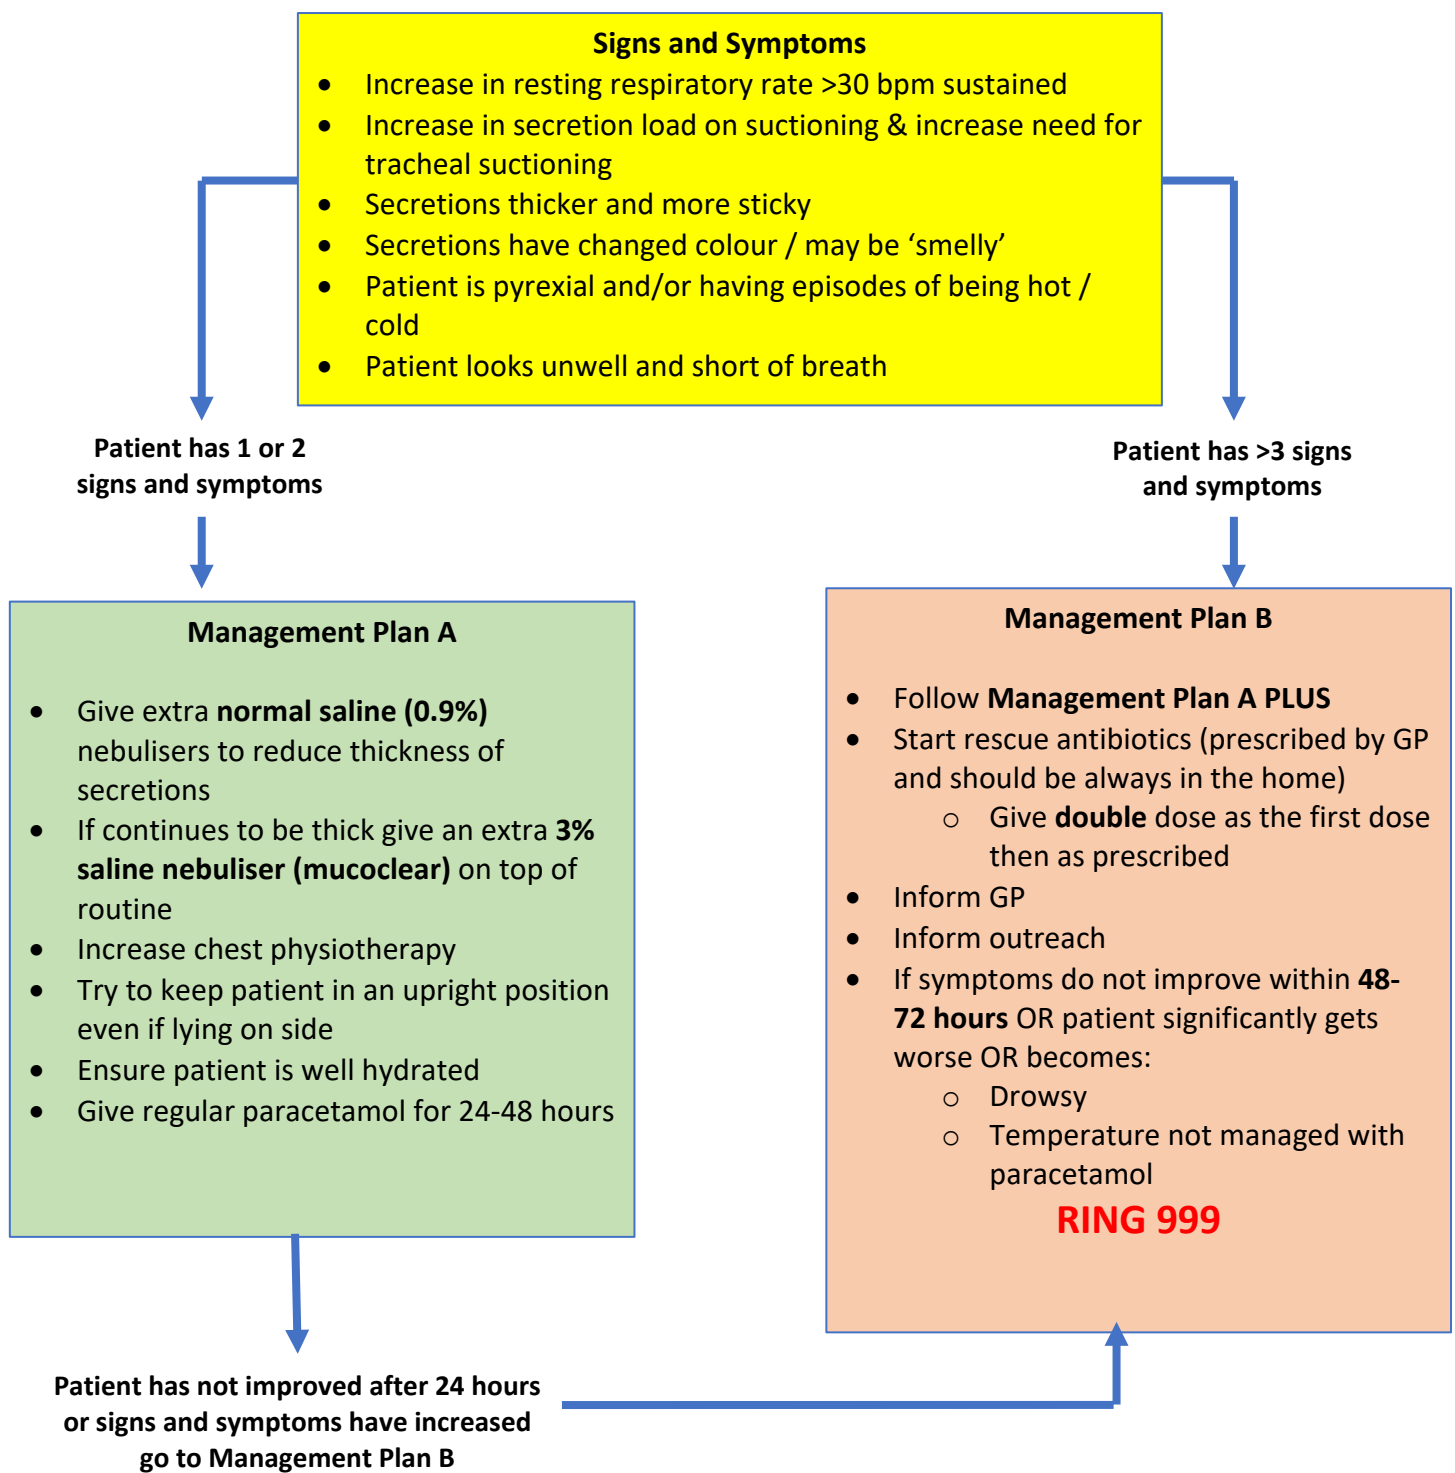 Signs and Symptoms
• Increase in resting respiratory rate >30 bpm sustained
• Increase in secretion load on suctioning & increase need for
tracheal suctioning
• Secretions thicker and more sticky
• Secretions have changed colour / may be ‘smelly’
• Patient is pyrexial and/or having episodes of being hot /
cold
• Patient looks unwell and short of breath
Patient has 1 or 2
signs and symptoms
Patient has >3 signs
and symptoms
Management Plan A
• Give extra normal saline (0.9%)
nebulisers to reduce thickness of
secretions
• If continues to be thick give an extra 3%
saline nebuliser (mucoclear) on top of
routine
• Increase chest physiotherapy
• Try to keep patient in an upright position
even if lying on side
• Ensure patient is well hydrated
• Give regular paracetamol for 24-48 hours
Management Plan B
• Follow Management Plan A PLUS
• Start rescue antibiotics (prescribed by GP
and should be always in the home)
o Give double dose as the first dose
then as prescribed
• Inform GP
• Inform outreach
• If symptoms do not improve within 48-
72 hours OR patient significantly gets
worse OR becomes:
o Drowsy
o Temperature not managed with
paracetamol
RING 999
Patient has not improved after 24 hours
or signs and symptoms have increased
go to Management Plan B